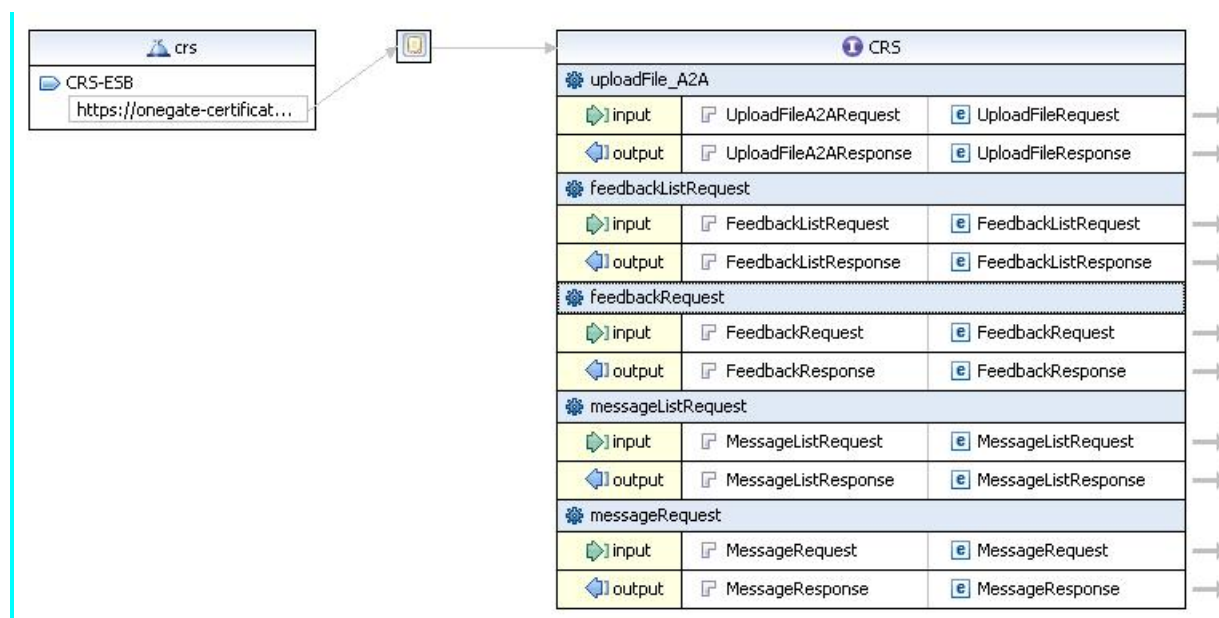 crs
CRS-ESB
https://onegate-certificat...
CRS
uploadFile_A2A
input UploadFileA2ARequest UploadFileRequest
output UploadFileA2AResponse UploadFileResponse
feedbackListRequest
input FeedbackListRequest FeedbackListRequest
output FeedbackListResponse FeedbackListResponse
feedbackRequest
input FeedbackRequest FeedbackRequest
output FeedbackResponse FeedbackResponse
messageListRequest
input MessageListRequest MessageListRequest
output MessageListResponse MessageListResponse
messageRequest
input MessageRequest MessageRequest
output MessageResponse MessageResponse